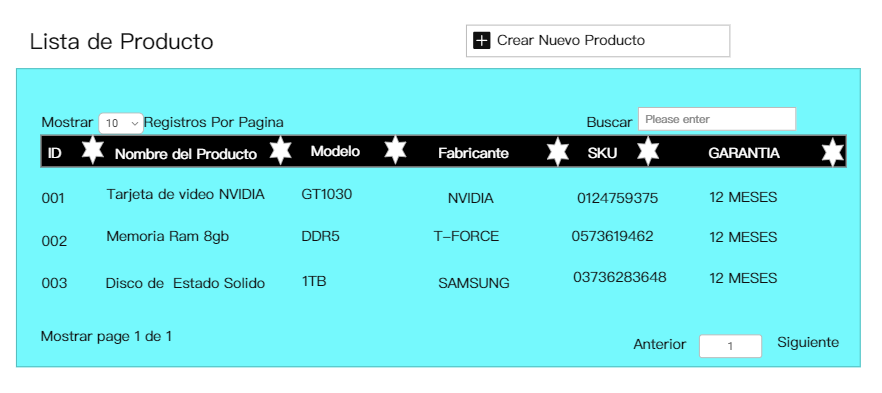 Lista de Producto
Crear Nuevo Producto
Mostrar 10 Registros Por Pagina Buscar Please enter
ID Nombre del Producto Modelo Fabricante SKU GARANTIA
001 Tarjeta de video NVIDIA GT1030 NVIDIA 0124759375 12 MESES
002 Memoria Ram 8gb DDR5 T-FORCE 0573619462 12 MESES
003 Disco de Estado Solido 1TB SAMSUNG 03736283648 12 MESES
Mostrar page 1 de 1 Anterior 1 Siguiente